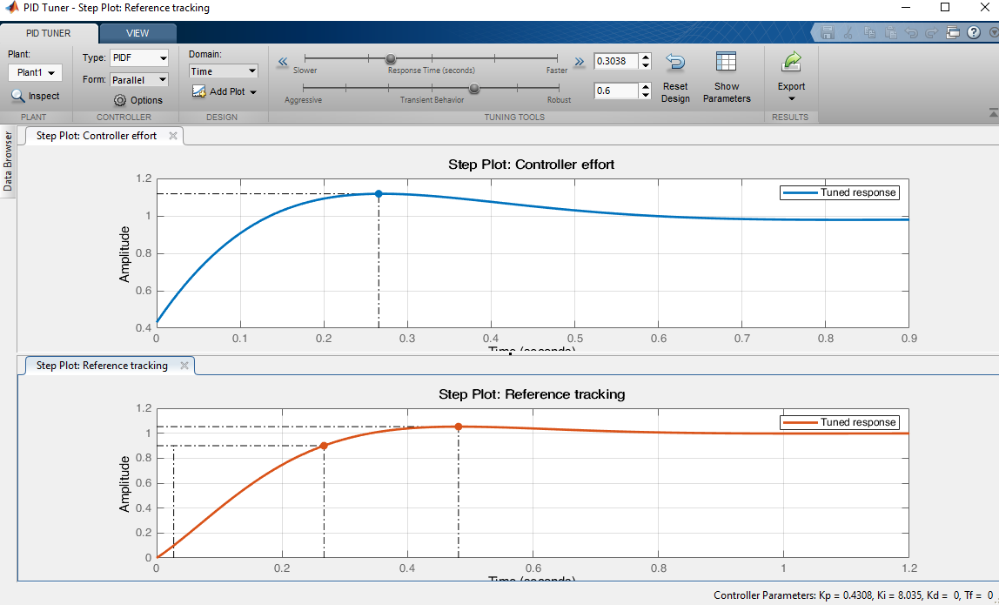 PID Tuner - Step Plot: Reference tracking
PID TUNER VIEW
Plant:
Plant1
Inspect
PLANT
Type: PIDF
Form: Parallel
Options
CONTROLLER
Domain:
Time
Add Plot
DESIGN
Slower Response Time (seconds) Faster
0.3038
Aggressive Transient Behavior Robust
0.6
Reset
Design
Show
Parameters
TUNING TOOLS
Export
RESULTS
Data Browser
Step Plot: Controller effort
Step Plot: Controller effort
Tuned response
Amplitude
1.2
1
0.8
0.6
0.4
0 0.1 0.2 0.3 0.4 0.5 0.6 0.7 0.8 0.9
Time (seconds)
Step Plot: Reference tracking
Step Plot: Reference tracking
Tuned response
Amplitude
1.2
1
0.8
0.6
0.4
0.2
0
0 0.2 0.4 0.6 0.8 1 1.2
Time (seconds)
Controller Parameters: Kp = 0.4308, Ki = 8.035, Kd = 0, Tf = 0